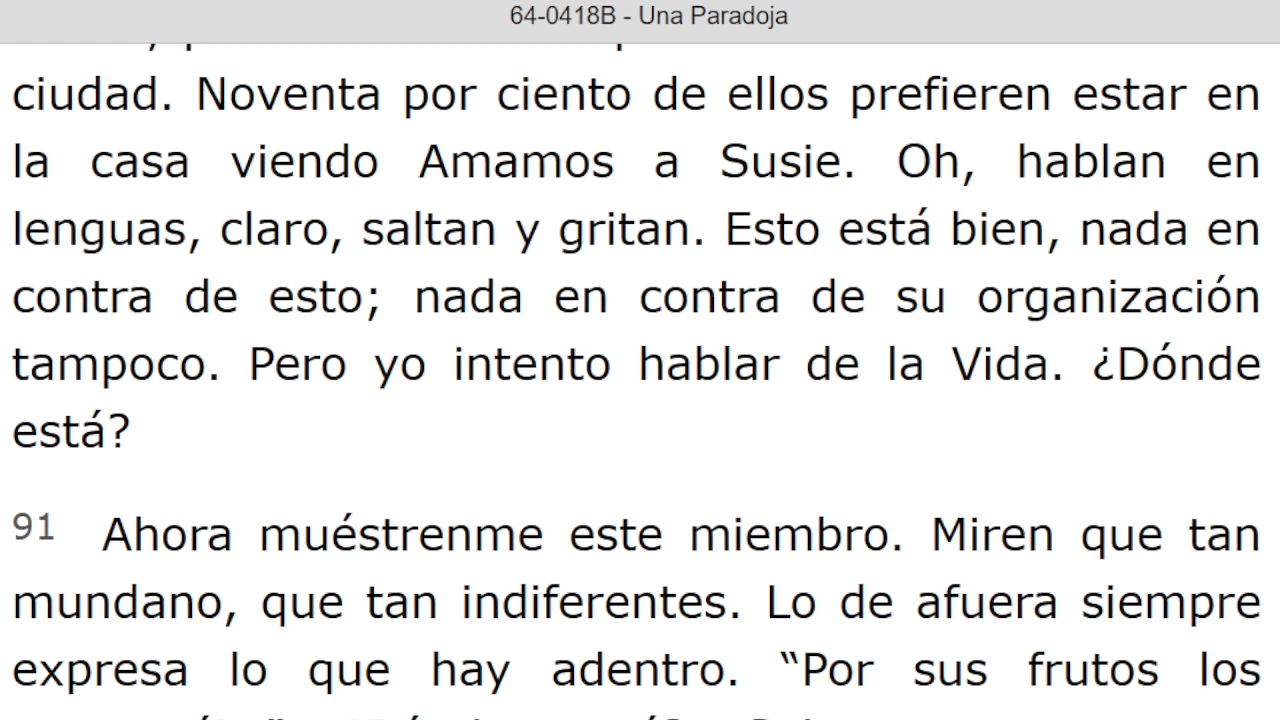 64-0418B - Una Paradoja
ciudad. Noventa por ciento de ellos prefieren estar en
la casa viendo Amamos a Susie. Oh, hablan en
lenguas, claro, saltan y gritan. Esto está bien, nada en
contra de esto; nada en contra de su organización
tampoco. Pero yo intento hablar de la Vida. ¿Dónde
está?
91 Ahora muéstrenme este miembro. Miren que tan
mundano, que tan indiferentes. Lo de afuera siempre
expresa lo que hay adentro. “Por sus frutos los